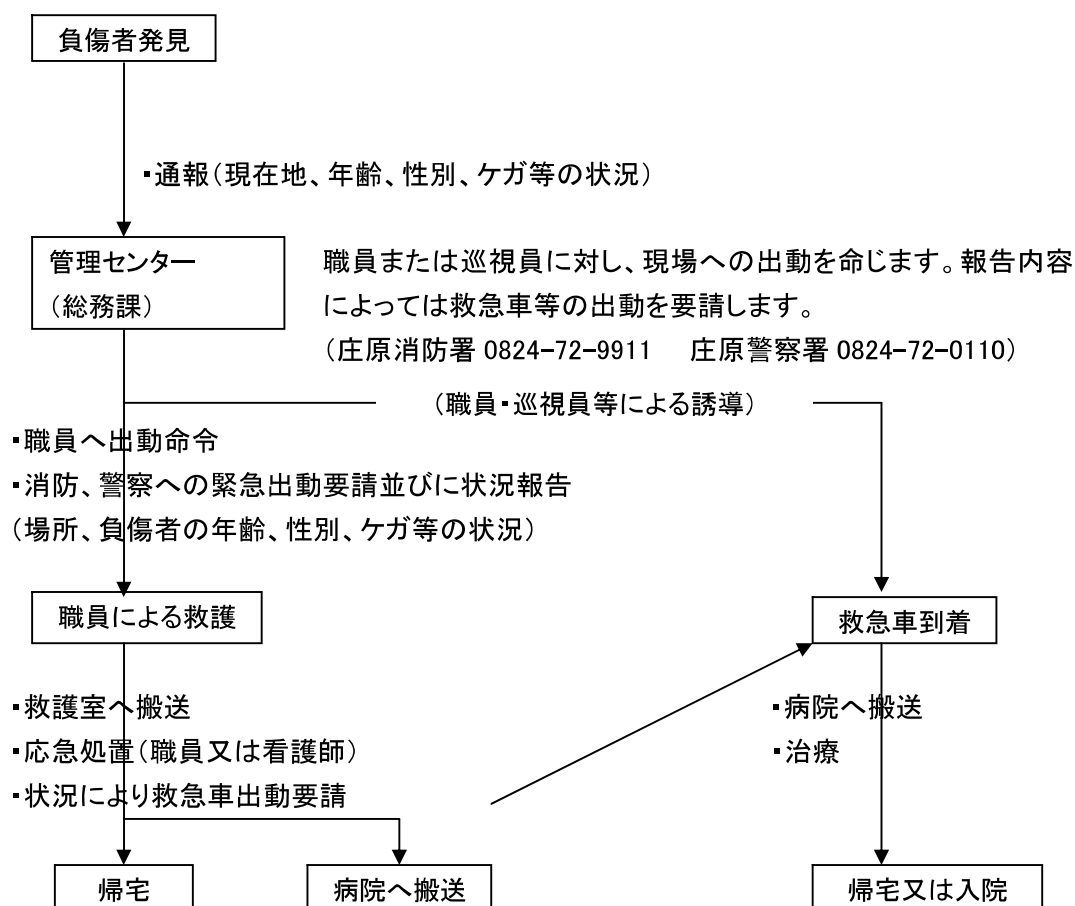 負傷者発見
・通報（現在地、年齢、性別、ケガ等の状況）
管理センター
（総務課）
職員または巡視員に対し、現場への出動を命じます。報告内容
によっては救急車等の出動を要請します。
（庄原消防署 0824-72-9911　庄原警察署 0824-72-0110）
（職員・巡視員等による誘導）
・職員へ出動命令
・消防、警察への緊急出動要請並びに状況報告
（場所、負傷者の年齢、性別、ケガ等の状況）
職員による救護
救急車到着
・救護室へ搬送
・応急処置（職員又は看護師）
・状況により救急車出動要請
・病院へ搬送
・治療
帰宅
病院へ搬送
帰宅又は入院